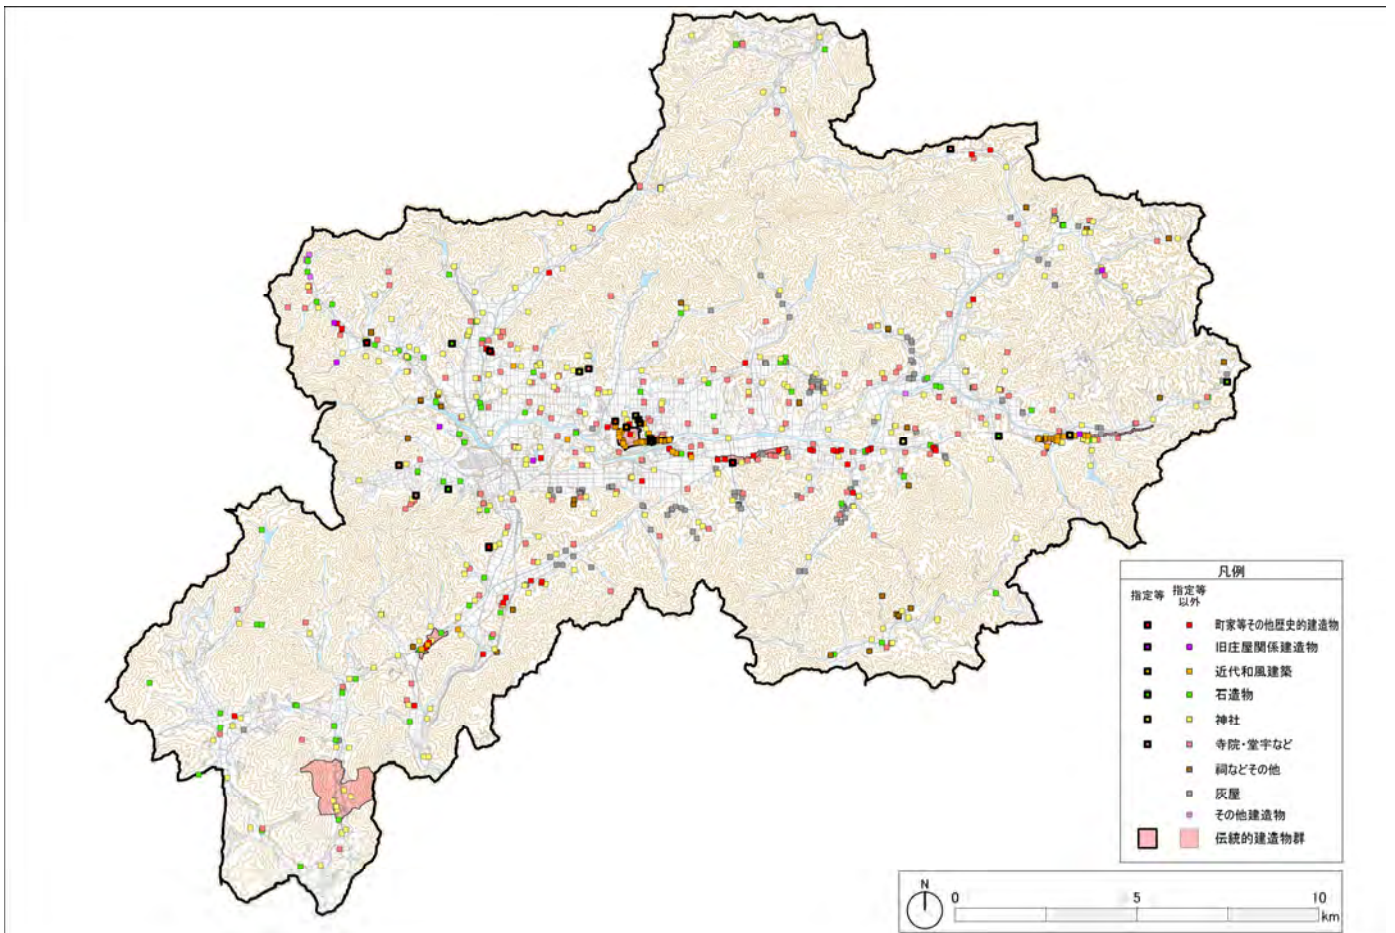 凡例
指定等 指定等以外
町家等その他歴史的建造物
旧庄屋関係建造物
近代和風建築
石造物
神社
寺院・堂宇など
祠などその他
灰屋
その他建造物
伝統的建造物群
N
0 5 10
km